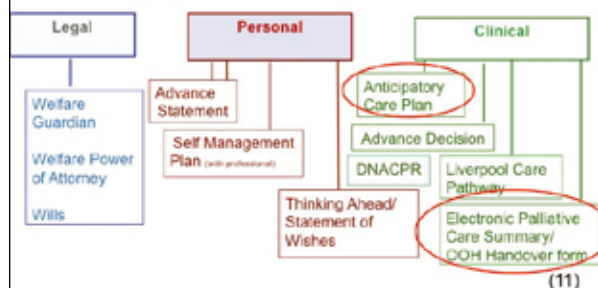 Legal
Personal
Clinical
Welfare
Guardian
Welfare Power
of Attorney
Wills
Advance
Statement
Self Management
Plan (with professional)
Thinking Ahead/
Statement of
Wishes
Anticipatory
Care Plan
Advance Decision
DNACPR
Liverpool Care
Pathway
Electronic Palliative
Care Summary/
OOH Handover form
(11)